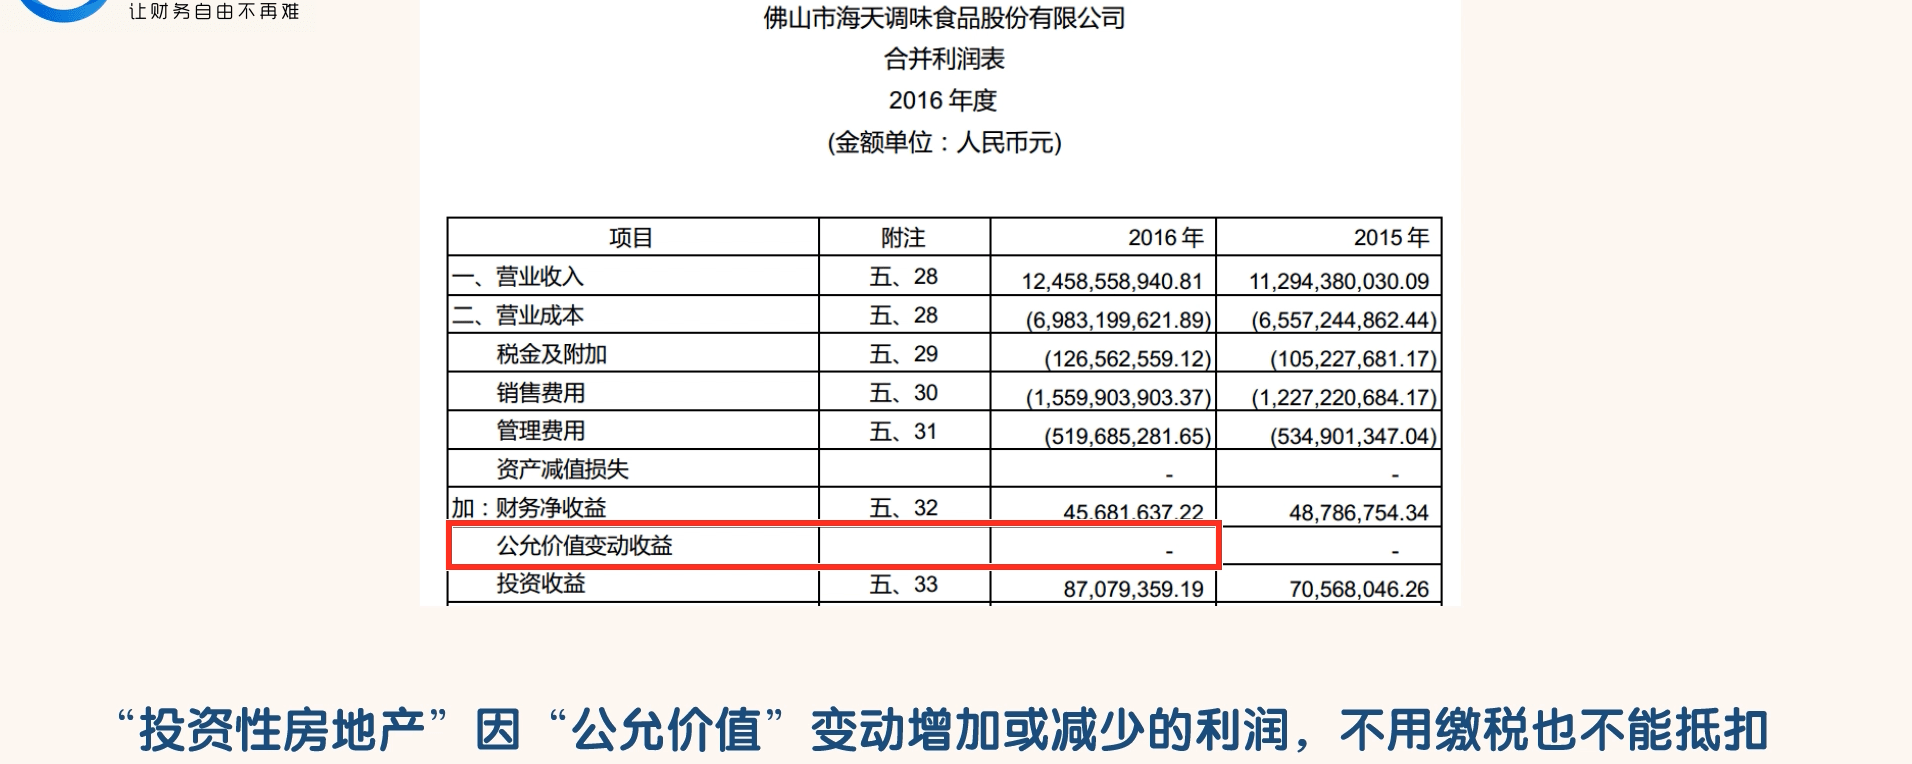 让财务自由不再难
佛山市海天调味食品股份有限公司
合并利润表
2016 年度
(金额单位：人民币元)
项目 附注 2016 年 2015 年
一、营业收入 五、28 12,458,558,940.81 11,294,380,030.09
二、营业成本 五、28 (6,983,199,621.89) (6,557,244,862.44)
税金及附加 五、29 (126,562,559.12) (105,227,681.17)
销售费用 五、30 (1,559,903,903.37) (1,227,220,684.17)
管理费用 五、31 (519,685,281.65) (534,901,347.04)
资产减值损失 - -
加：财务净收益 五、32 45,681,637.22 48,786,754.34
公允价值变动收益 - -
投资收益 五、33 87,079,359.19 70,568,046.26
“投资性房地产”因“公允价值”变动增加或减少的利润，不用缴税也不能抵扣